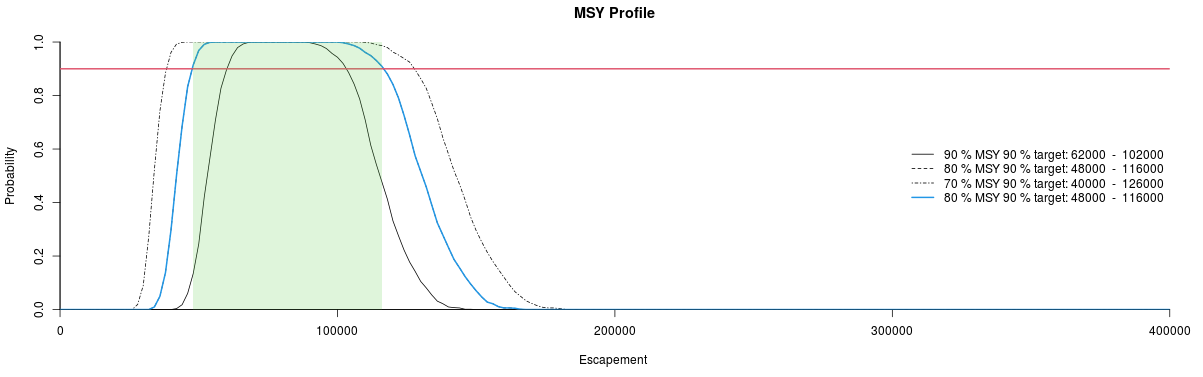 MSY Profile
1.0
0.8
0.6
0.4
0.2
0.0
Probability
90 % MSY 90 % target: 62000 - 102000
80 % MSY 90 % target: 48000 - 116000
70 % MSY 90 % target: 40000 - 126000
80 % MSY 90 % target: 48000 - 116000
0 100000 200000 300000 400000
Escapement